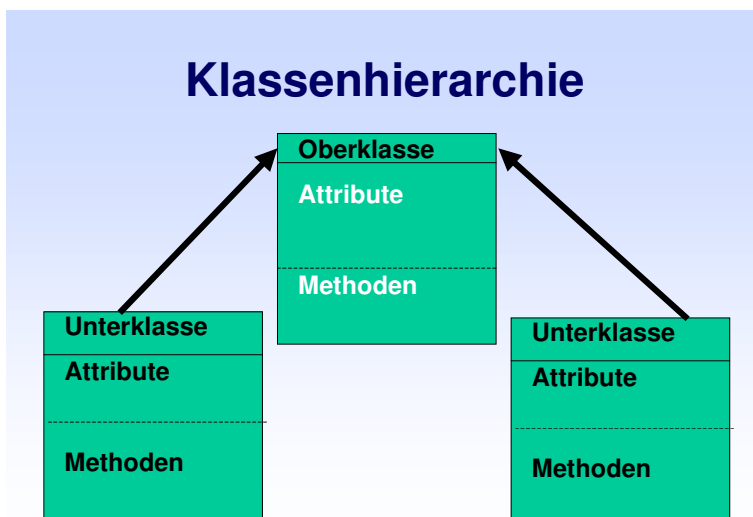 Klassenhierarchie
Oberklasse
Attribute
Methoden
Unterklasse
Attribute
Methoden
Unterklasse
Attribute
Methoden